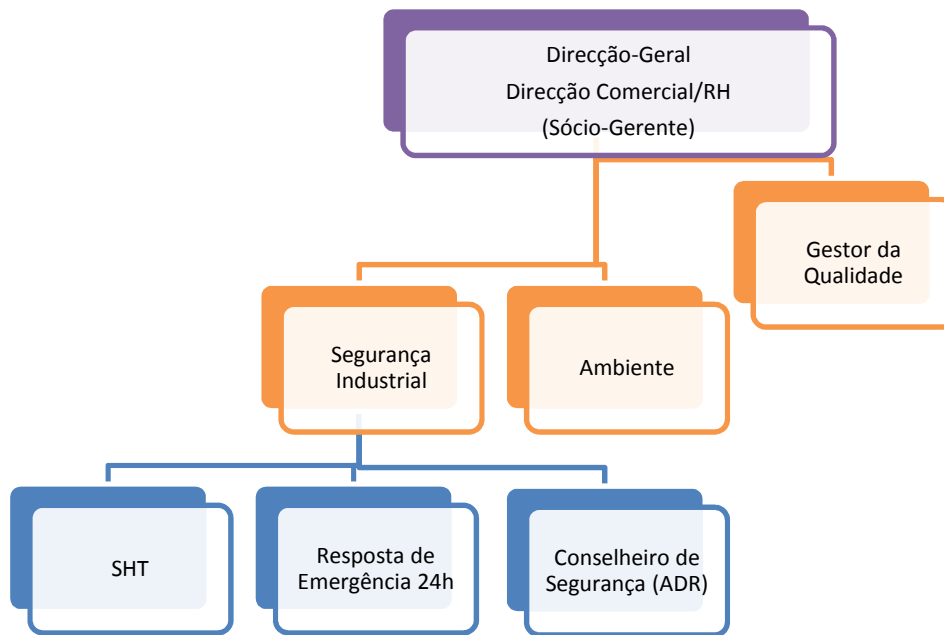 Direcção-Geral
Direcção Comercial/RH
(Sócio-Gerente)
Gestor da
Qualidade
Segurança
Industrial
Ambiente
SHT
Resposta de
Emergência 24h
Conselheiro de
Segurança (ADR)